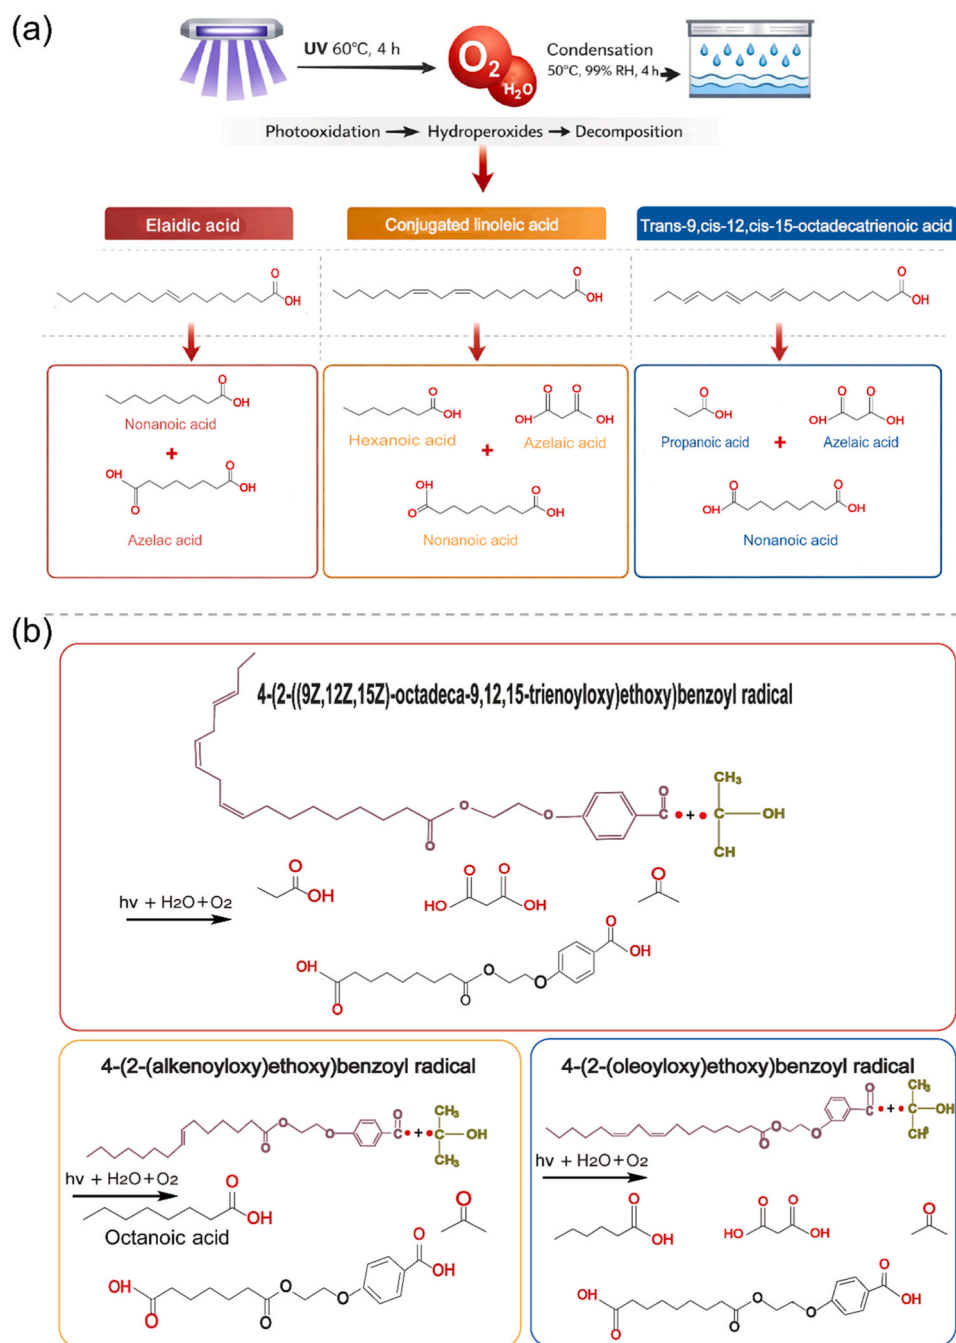 (a)
UV 60℃, 4 h
O2
H2O
Condensation
50℃, 99% RH, 4 h
Photooxidation → Hydroperoxides → Decomposition
Elaidic acid
Conjugated linoleic acid
Trans-9,cis-12,cis-15-octadecatrienoic acid
O
OH
O
OH
O
OH
O
OH
Nonanoic acid
+
OH
O
O
OH
Azelac acid
O
OH
Hexanoic acid
+
O
O
OH
OH
Azelaic acid
OH
O
O
OH
Nonanoic acid
O
OH
Propanoic acid
+
O
O
OH
OH
Azelaic acid
O
OH
O
OH
Nonanoic acid
(b)
4-(2-((9Z,12Z,15Z)-octadeca-9,12,15-trienoyloxy)ethoxy)benzoyl radical
O
O
O
O
C
+
CH3
C
OH
CH
hv + H2O+O2
O
OH
O
O
HO
OH
O
OH
O
O
O
O
O
OH
4-(2-(alkenoyloxy)ethoxy)benzoyl radical
O
O
O
O
C
+
CH3
C
OH
CH3
hv + H2O+O2
O
OH
Octanoic acid
O
OH
O
O
O
O
O
OH
4-(2-(oleoyloxy)ethoxy)benzoyl radical
O
O
O
O
C
+
CH3
C
OH
hv + H2O+O2
O
OH
O
O
HO
OH
O
OH
O
O
O
O
O
OH